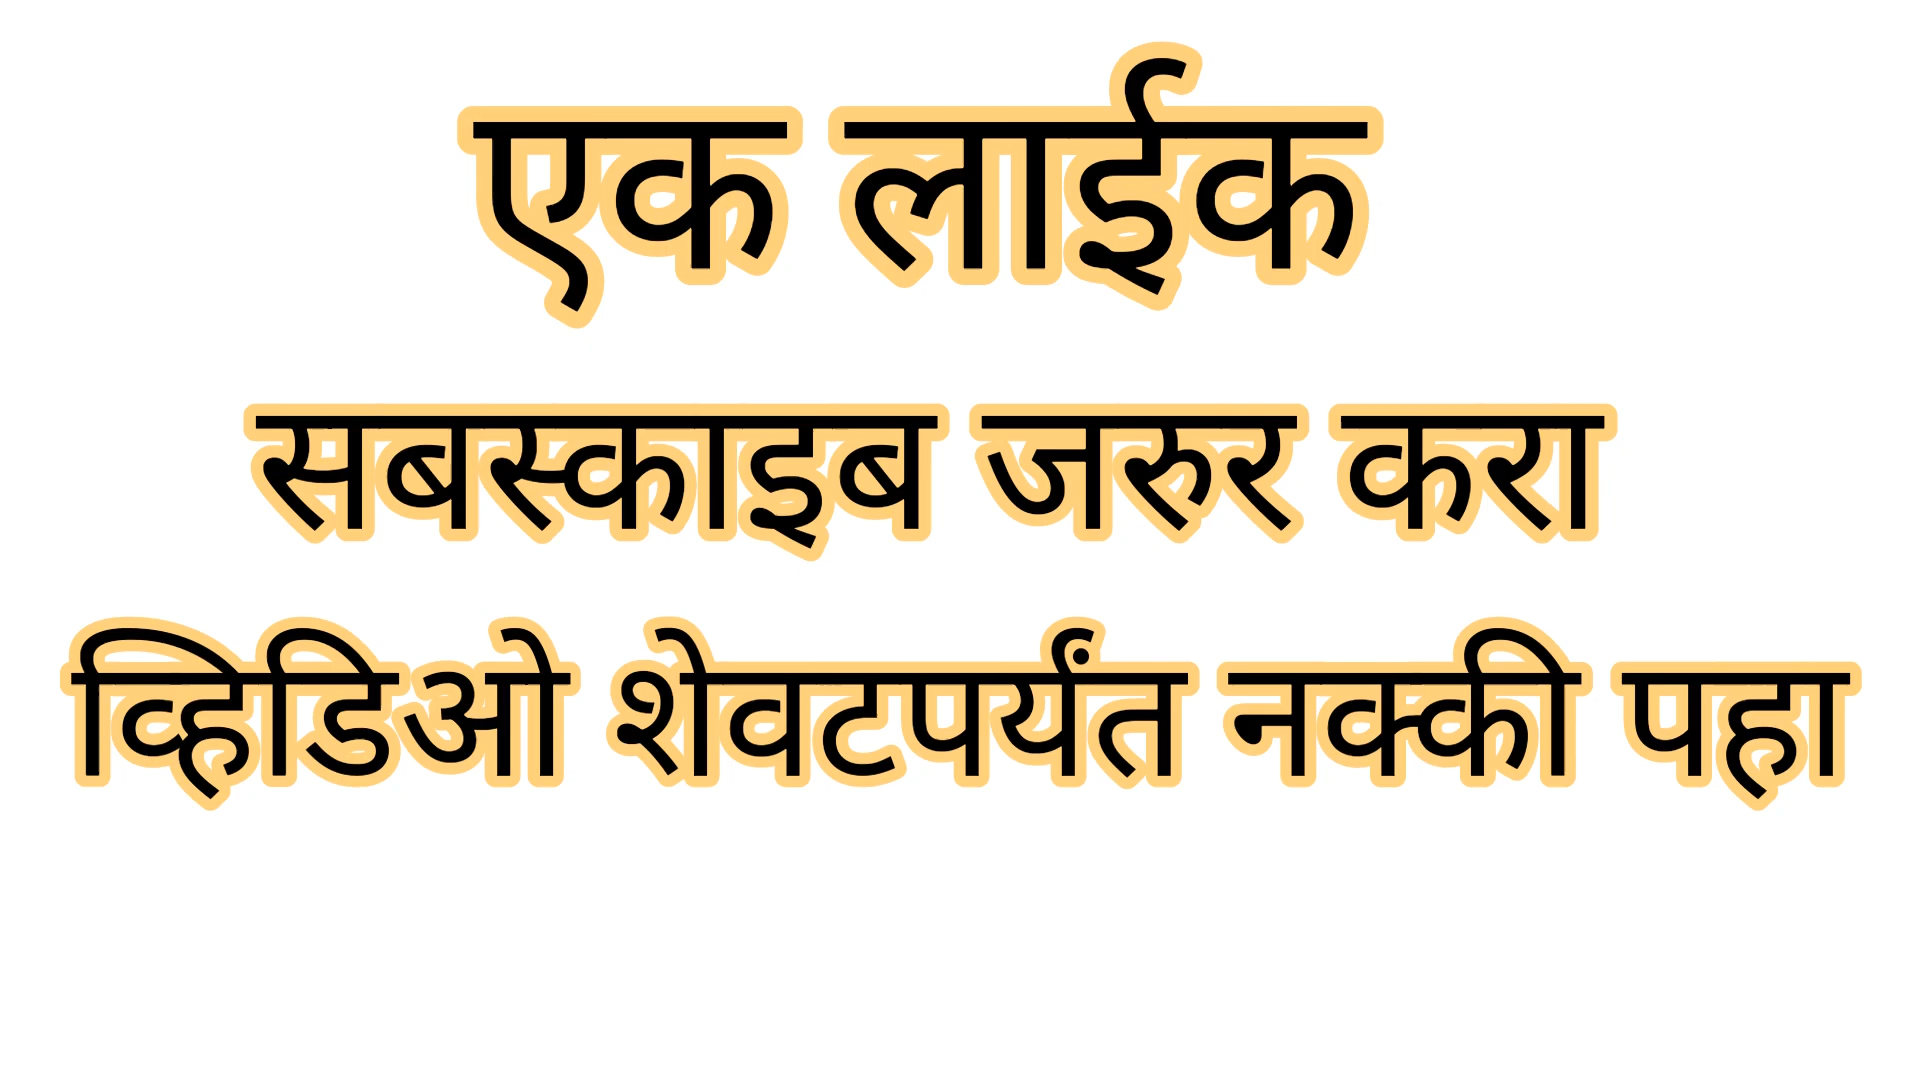 एक लाईक
सबस्काइब जरुर करा
व्हिडिओ शेवटपर्यंत नक्की पहा